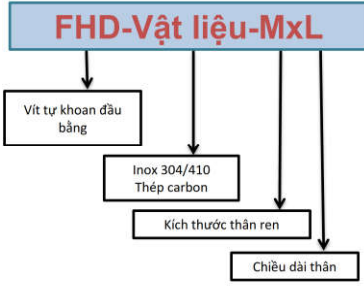 FHD-Vật liệu-MxL
Vít tự khoan đầu
bằng
Inox 304/410
Thép carbon
Kích thước thân ren
Chiều dài thân